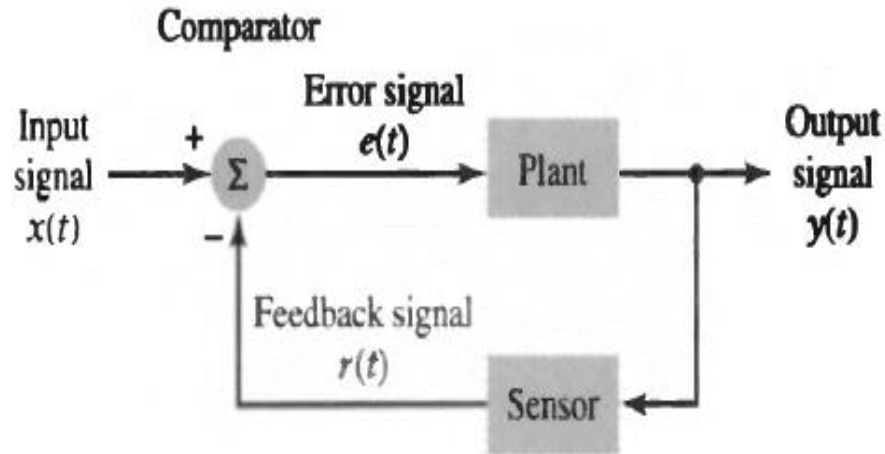 Comparator
Input
signal
x(t)
+
−
Σ
Error signal
e(t)
Plant
Output
signal
y(t)
Feedback signal
r(t)
Sensor